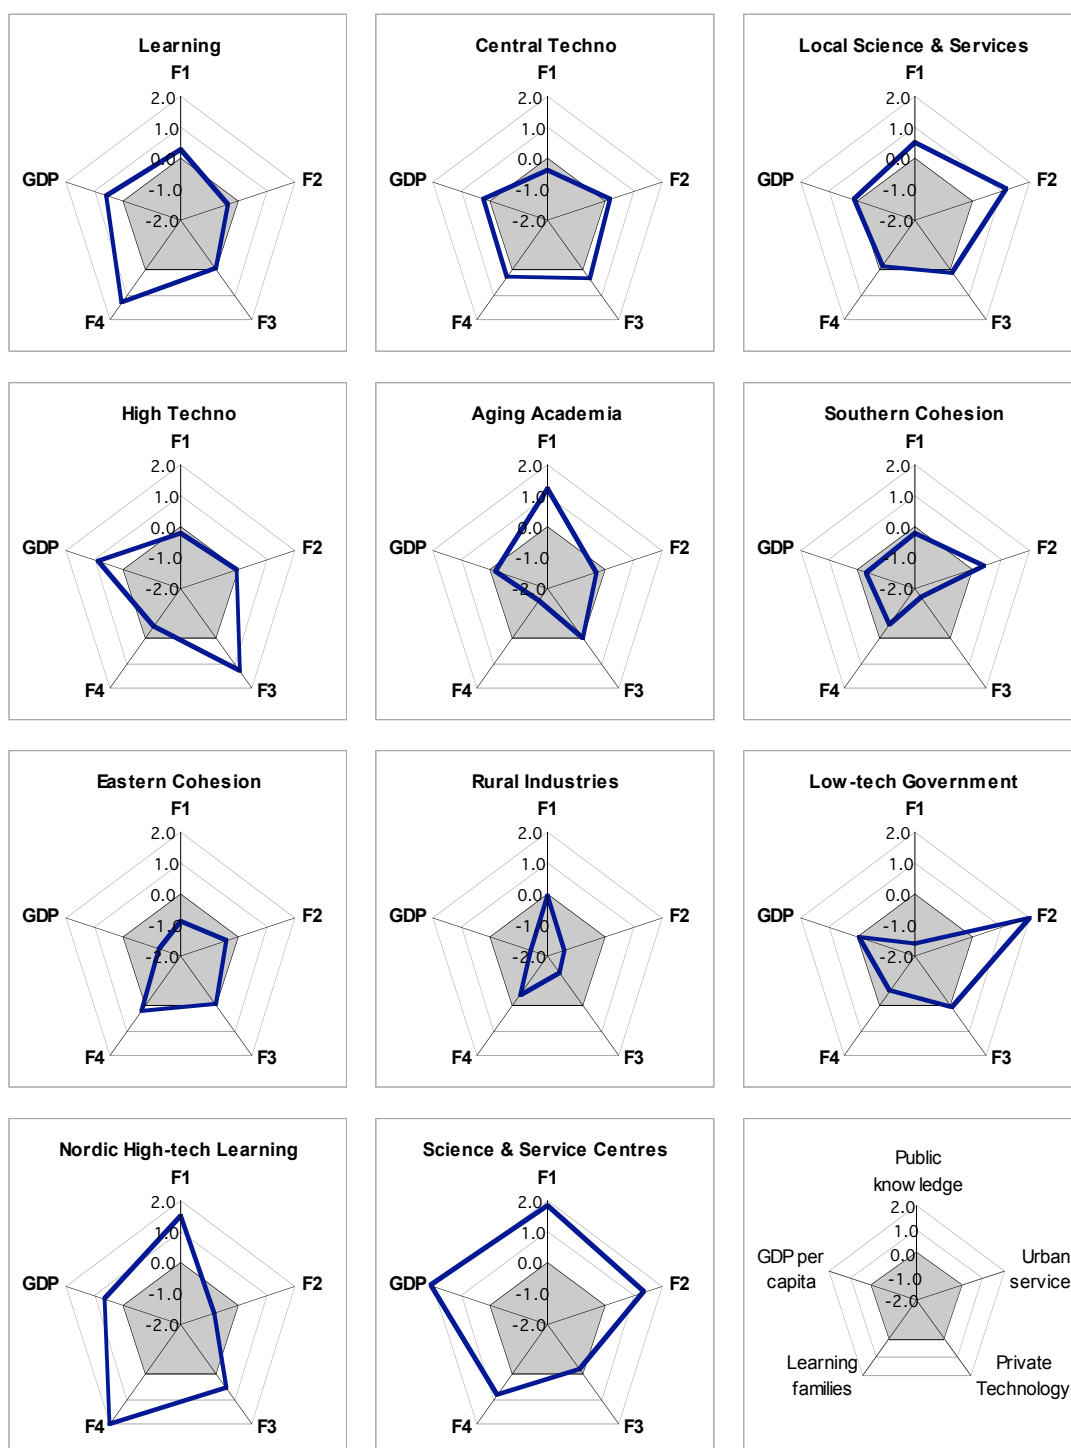 Learning
F1
2.0
1.0
0.0
-1.0
-2.0
GDP
F2
F4
F3
Central Techno
F1
2.0
1.0
0.0
-1.0
-2.0
GDP
F2
F4
F3
Local Science & Services
F1
2.0
1.0
0.0
-1.0
-2.0
GDP
F2
F4
F3
High Techno
F1
2.0
1.0
0.0
-1.0
-2.0
GDP
F2
F4
F3
Aging Academia
F1
2.0
1.0
0.0
-1.0
-2.0
GDP
F2
F4
F3
Southern Cohesion
F1
2.0
1.0
0.0
-1.0
-2.0
GDP
F2
F4
F3
Eastern Cohesion
F1
2.0
1.0
0.0
-1.0
-2.0
GDP
F2
F4
F3
Rural Industries
F1
2.0
1.0
0.0
-1.0
-2.0
GDP
F2
F4
F3
Low-tech Government
F1
2.0
1.0
0.0
-1.0
-2.0
GDP
F2
F4
F3
Nordic High-tech Learning
F1
2.0
1.0
0.0
-1.0
-2.0
GDP
F2
F4
F3
Science & Service Centres
F1
2.0
1.0
0.0
-1.0
-2.0
GDP
F2
F4
F3
Public
knowledge
2.0
1.0
0.0
-1.0
-2.0
GDP per
capita
Urban
service
Learning
families
Private
Technology